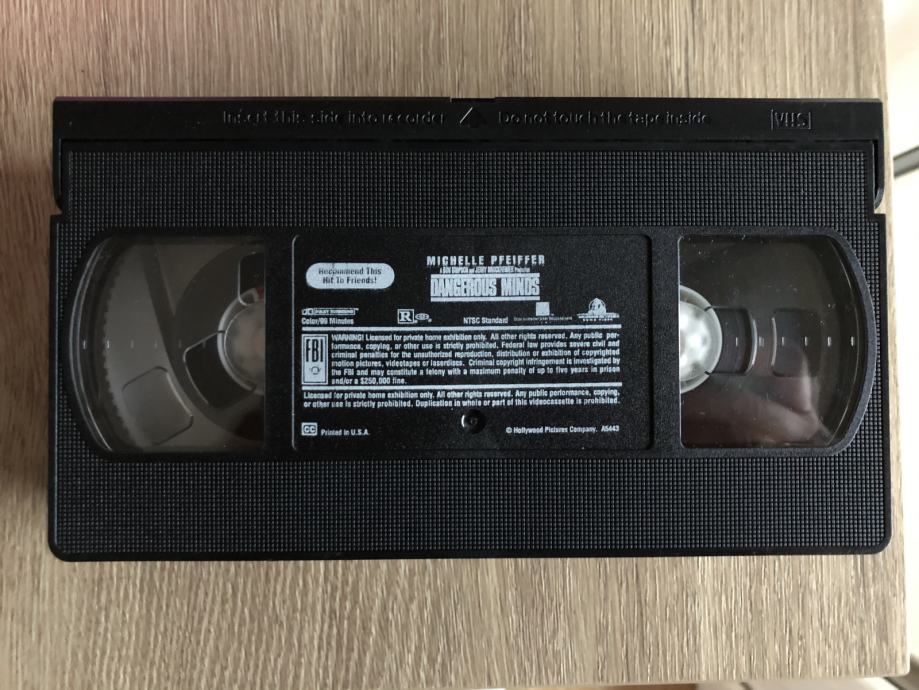 Insert this side into recorder Do not touch the tape inside VHS
Recommend This
Hit To Friends!
MICHELLE PFEIFFER
A DON SIMPSON and JERRY BRUCKHEIMER Production
DANGEROUS MINDS
DOLBY SURROUND
Color/99 Minutes
R
NTSC Standard
FBI
WARNING! Licensed for private home exhibition only. All other rights reserved. Any public per-
formance, copying, or other use is strictly prohibited. Federal law provides severe civil and
criminal penalties for the unauthorized reproduction, distribution or exhibition of copyrighted
motion pictures, videotapes or laserdiscs. Criminal copyright infringement is investigated by
the FBI and may constitute a felony with a maximum penalty of up to five years in prison
and/or a $250,000 fine.
Licensed for private home exhibition only. All other rights reserved. Any public performance, copying,
or other use is strictly prohibited. Duplication in whole or part of this videocassette is prohibited.
CC Printed in U.S.A.
© Hollywood Pictures Company. A5443